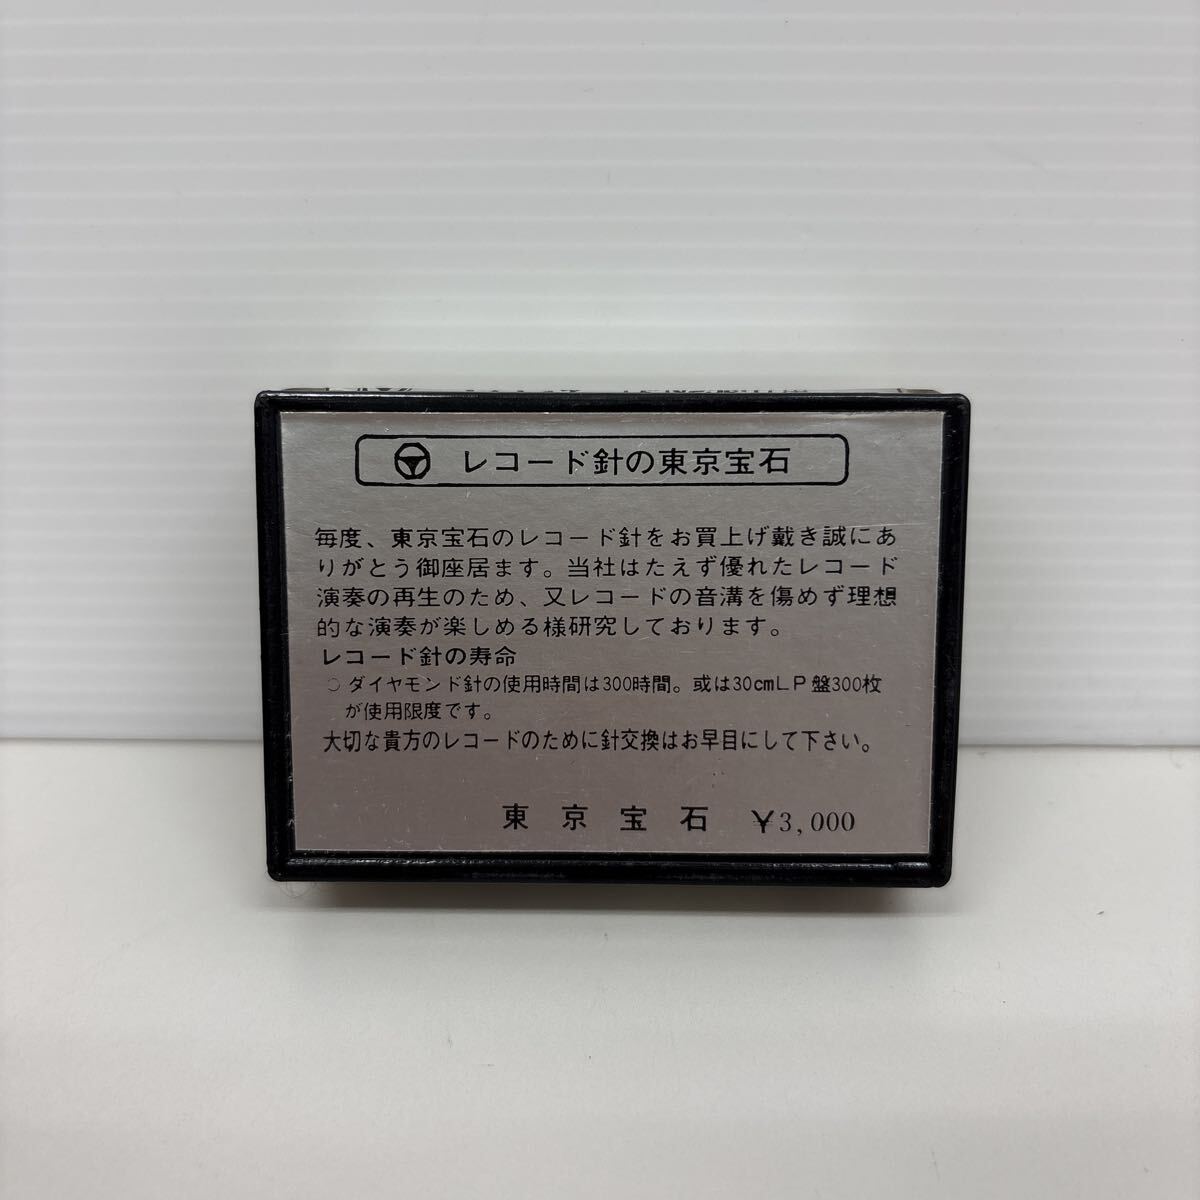 レコード針の東京宝石
毎度、東京宝石のレコード針をお買上げ戴き誠にあ
りがとう御座居ます。当社はたえず優れたレコード
演奏の再生のため、又レコードの音溝を傷めず理想
的な演奏が楽しめる様研究しております。
レコード針の寿命
○ダイヤモンド針の使用時間は300時間。或は30cmLP盤300枚
が使用限度です。
大切な貴方のレコードのために針交換はお早目にして下さい。
東京宝石 ¥3,000